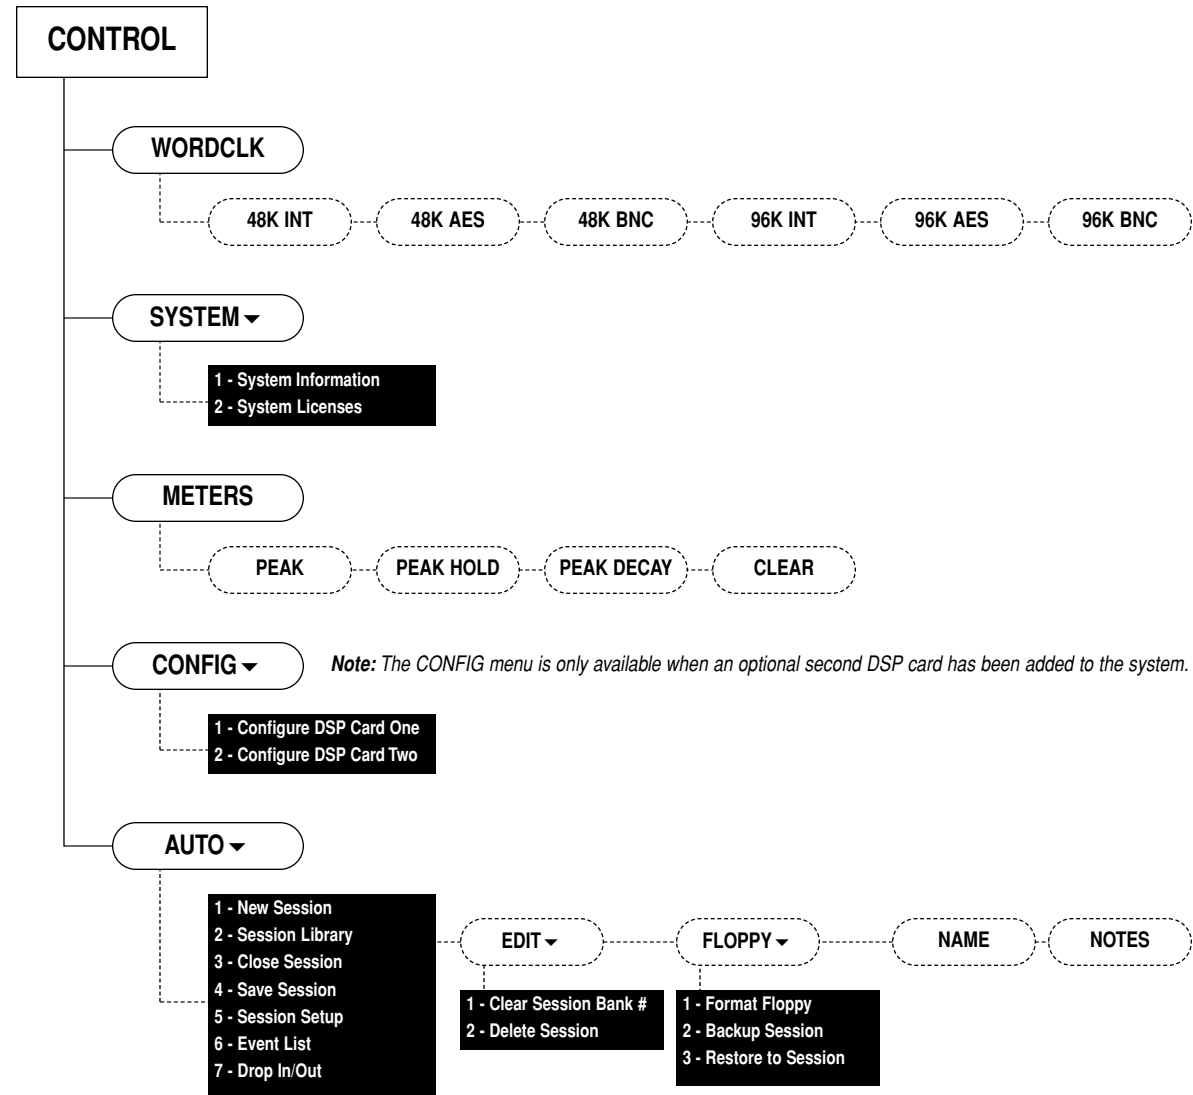 CONTROL
WORDCLK
48K INT 48K AES 48K BNC 96K INT 96K AES 96K BNC
SYSTEM
1 - System Information
2 - System Licenses
METERS
PEAK PEAK HOLD PEAK DECAY CLEAR
CONFIG Note: The CONFIG menu is only available when an optional second DSP card has been added to the system.
1 - Configure DSP Card One
2 - Configure DSP Card Two
AUTO
1 - New Session
2 - Session Library
3 - Close Session
4 - Save Session
5 - Session Setup
6 - Event List
7 - Drop In/Out
EDIT FLOPPY NAME NOTES
1 - Clear Session Bank #
2 - Delete Session
1 - Format Floppy
2 - Backup Session
3 - Restore to Session